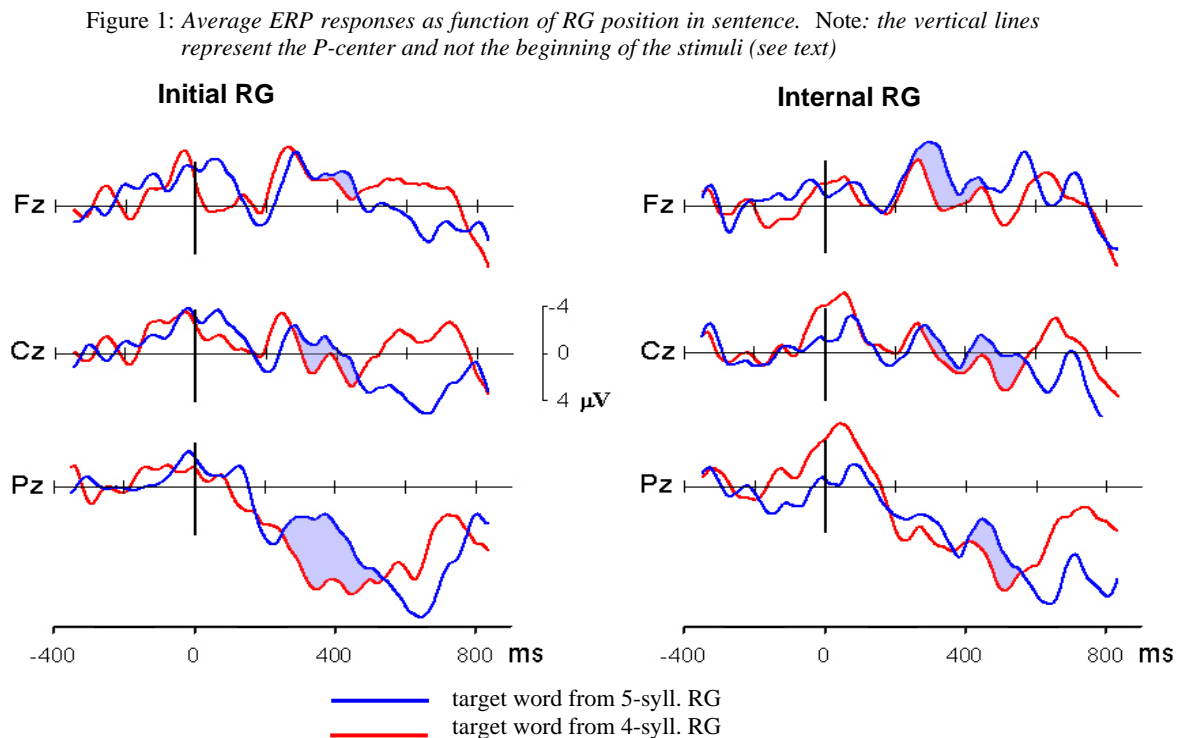 Figure 1: Average ERP responses as function of RG position in sentence. Note: the vertical lines
represent the P-center and not the beginning of the stimuli (see text)
Initial RG
Internal RG
Fz
Fz
Cz
-4
0
4 µV
Cz
Pz
Pz
-400 0 400 800 ms
-400 0 400 800 ms
target word from 5-syll. RG
target word from 4-syll. RG